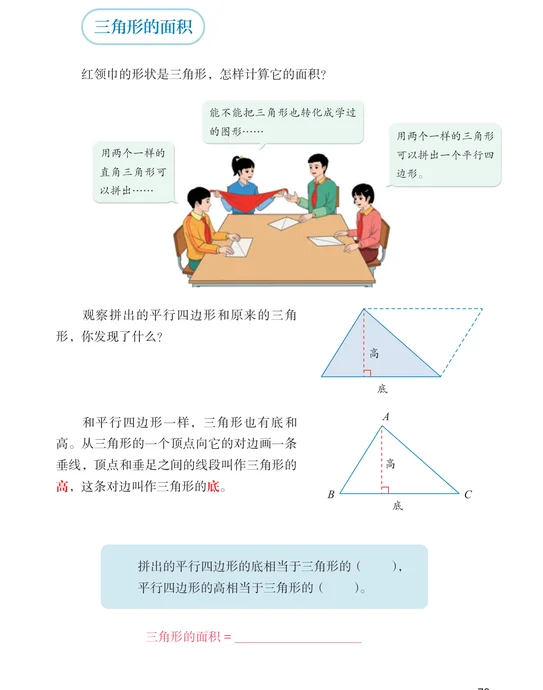 三角形的面积
红领巾的形状是三角形，怎样计算它的面积？
能不能把三角形也转化成学过
的图形……
用两个一样的三角形
可以拼出一个平行四
边形。
用两个一样的
直角三角形可
以拼出……
观察拼出的平行四边形和原来的三角
形，你发现了什么？
高
底
和平行四边形一样，三角形也有底和
高。从三角形的一个顶点向它的对边画一条
垂线，顶点和垂足之间的线段叫作三角形的
高，这条对边叫作三角形的底。
A
高
B
C
底
拼出的平行四边形的底相当于三角形的（　　），
平行四边形的高相当于三角形的（　　）。
三角形的面积 = ____________________